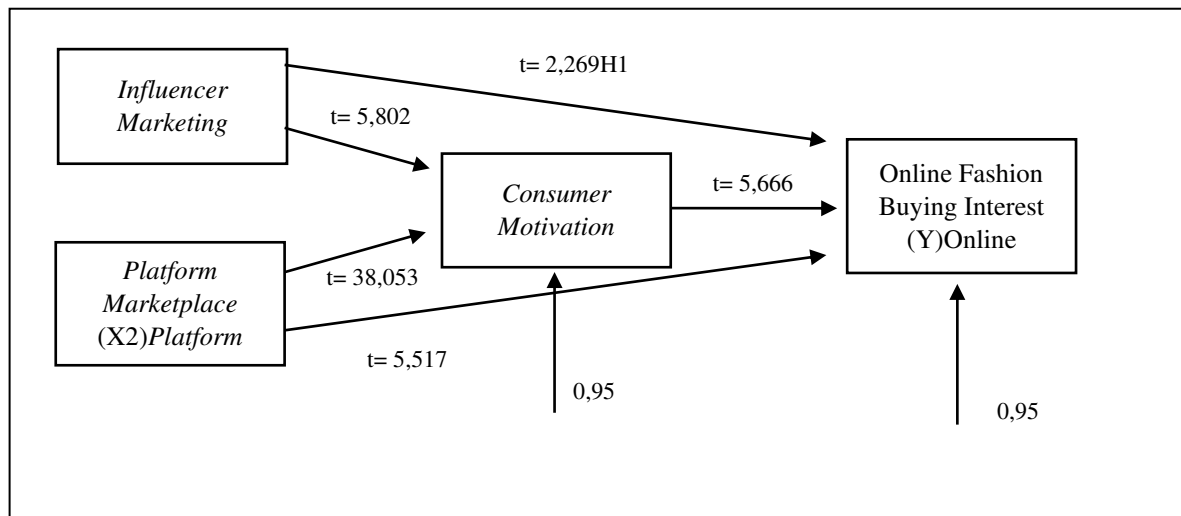 Influencer
Marketing
t= 2,269H1
t= 5,802
Consumer
Motivation
t= 5,666
Online Fashion
Buying Interest
(Y)Online
Platform
Marketplace
(X2)Platform
t= 38,053
t= 5,517
0,95
0,95